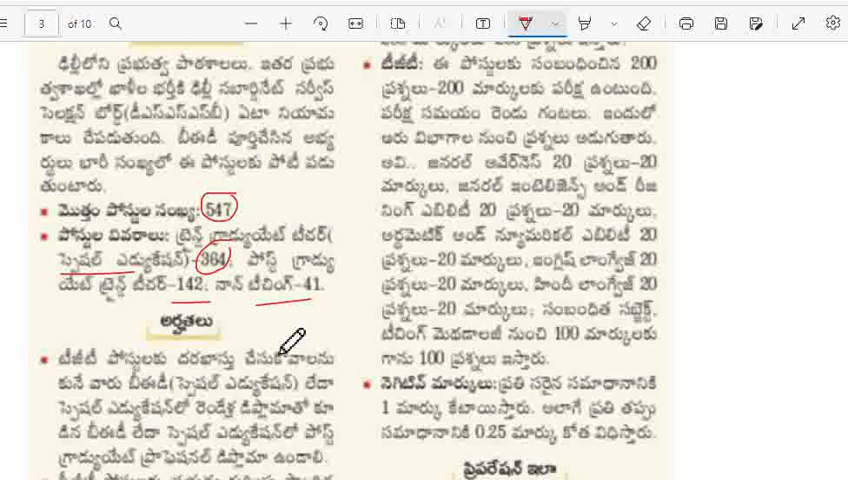 3 of 10
ఢిల్లీలోని ప్రభుత్వ పాఠశాలలు, ఇతర ప్రభు
త్వశాఖల్లో ఖాళీల భర్తీకి ఢిల్లీ సబార్డినేట్ సర్వీస్
సెలక్షన్ బోర్డ్(డీఎస్ఎస్ఎస్‌బీ) ఏటా నియామ
కాలు చేపడుతుంది. బీఈడీ పూర్తిచేసిన అభ్య
ర్థులు భారీ సంఖ్యలో ఈ పోస్టులకు పోటీ పడు
తుంటారు.
మొత్తం పోస్టుల సంఖ్య: 547
పోస్టుల వివరాలు: ట్రైన్డ్ గ్రాడ్యుయేట్ టీచర్(
స్పెషల్ ఎడ్యుకేషన్)-364; పోస్ట్ గ్రాడ్యు
యేట్ ట్రైన్డ్ టీచర్-142; నాన్ టీచింగ్-41.
అర్హతలు
టీజీటీ పోస్టులకు దరఖాస్తు చేసుకోవాలను
కునే వారు బీఈడీ(స్పెషల్ ఎడ్యుకేషన్) లేదా
స్పెషల్ ఎడ్యుకేషన్‌లో రెండేళ్ల డిప్లొమాతో కూ
డిన బీఈడీ లేదా స్పెషల్ ఎడ్యుకేషన్‌లో పోస్ట్
గ్రాడ్యుయేట్ ప్రొఫెషనల్ డిప్లొమా ఉండాలి.
టీజీటీ: ఈ పోస్టులకు సంబంధించిన 200
ప్రశ్నలు-200 మార్కులకు పరీక్ష ఉంటుంది.
పరీక్ష సమయం రెండు గంటలు. ఇందులో
ఆరు విభాగాల నుంచి ప్రశ్నలు అడుగుతారు.
అవి.. జనరల్ అవేర్‌నెస్ 20 ప్రశ్నలు-20
మార్కులు, జనరల్ ఇంటెలిజెన్స్ అండ్ రీజ
నింగ్ ఎబిలిటీ 20 ప్రశ్నలు-20 మార్కులు,
అర్థమెటిక్ అండ్ న్యూమరికల్ ఎబిలిటీ 20
ప్రశ్నలు-20 మార్కులు, ఇంగ్లిష్ లాంగ్వేజ్ 20
ప్రశ్నలు-20 మార్కులు, హిందీ లాంగ్వేజ్ 20
ప్రశ్నలు-20 మార్కులు; సంబంధిత సబ్జెక్ట్,
టీచింగ్ మెథడాలజీ నుంచి 100 మార్కులకు
గాను 100 ప్రశ్నలు ఇస్తారు.
నెగిటివ్ మార్కులు: ప్రతి సరైన సమాధానానికి
1 మార్కు కేటాయిస్తారు. అలాగే ప్రతి తప్పు
సమాధానానికి 0.25 మార్కు కోత విధిస్తారు.
ప్రిపరేషన్ ఇలా